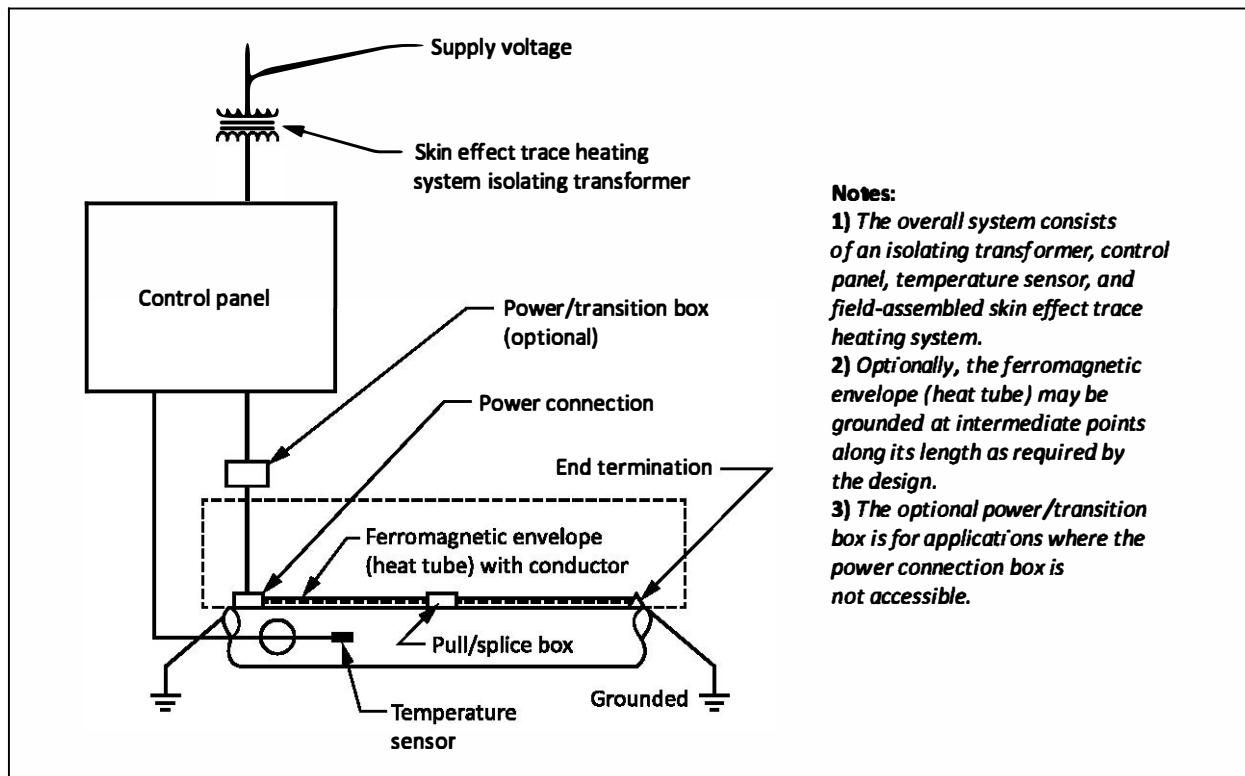 Supply voltage
Skin effect trace heating
system isolating transformer
Control panel
Power/transition box
(optional)
Power connection
End termination
Ferromagnetic envelope
(heat tube) with conductor
Pull/splice box
Grounded
Temperature
sensor
Notes:
1) The overall system consists
of an isolating transformer, control
panel, temperature sensor, and
field-assembled skin effect trace
heating system.
2) Optionally, the ferromagnetic
envelope (heat tube) may be
grounded at intermediate points
along its length as required by
the design.
3) The optional power/transition
box is for applications where the
power connection box is
not accessible.